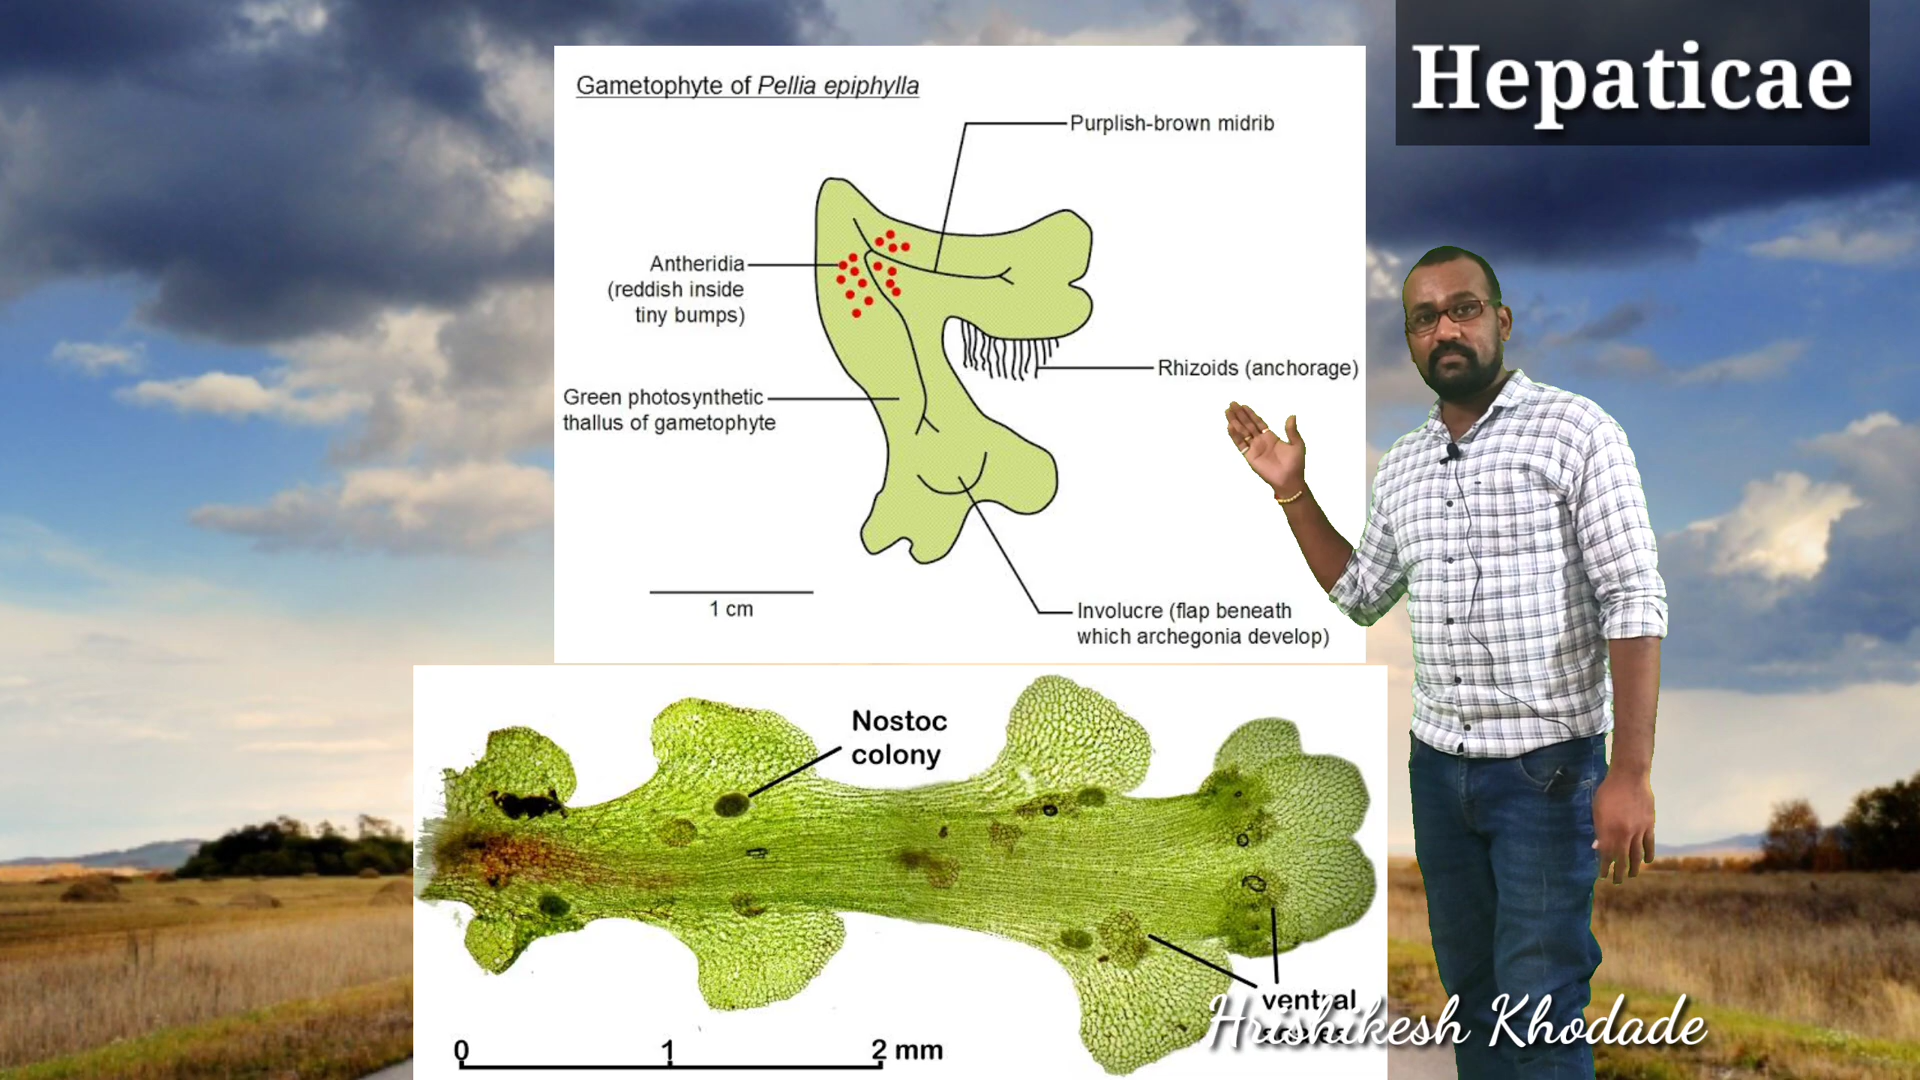 Hepaticae
Gametophyte of Pellia epiphylla
Purplish-brown midrib
Antheridia
(reddish inside
tiny bumps)
Rhizoids (anchorage)
Green photosynthetic
thallus of gametophyte
1 cm
Involucre (flap beneath
which archegonia develop)
Nostoc
colony
ventral
Hrishikesh Khodade
0 1 2 mm